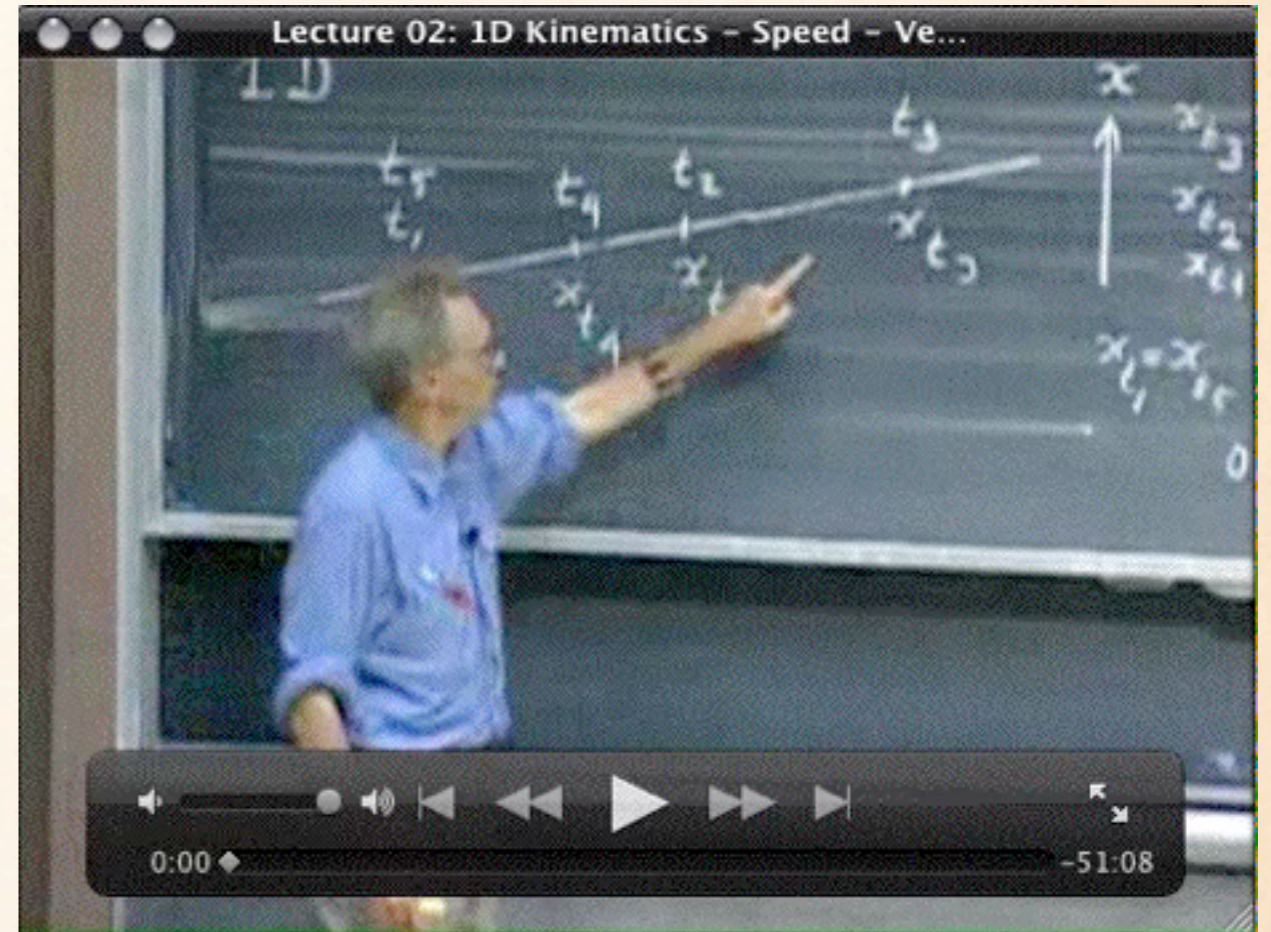 Lecture 02: 1D Kinematics – Speed – Ve...
1D
x
t₃
x_t₃
t₅
t₄
t₂
t₁
x_t₂
x_t₃
x_t₁
x_t₄
x_t
x_t₁ = x_t₅
0
0:00
-51:08